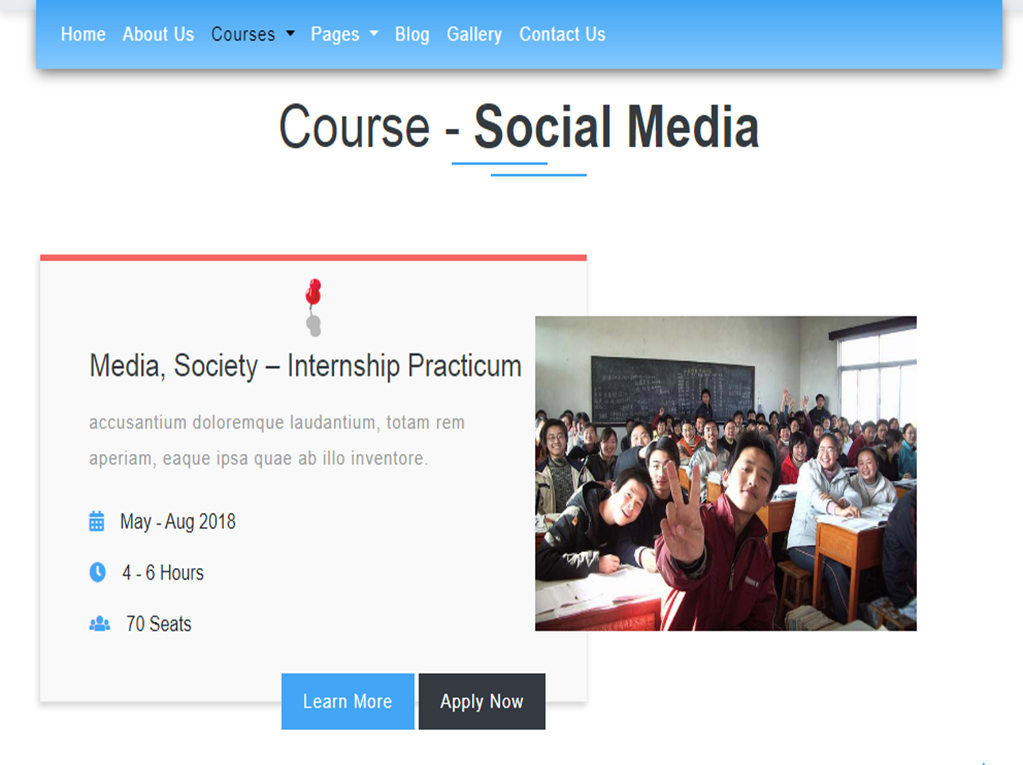 Home About Us Courses Pages Blog Gallery Contact Us
Course - Social Media
Media, Society – Internship Practicum
accusantium doloremque laudantium, totam rem
aperiam, eaque ipsa quae ab illo inventore.
May - Aug 2018
4 - 6 Hours
70 Seats
Learn More Apply Now